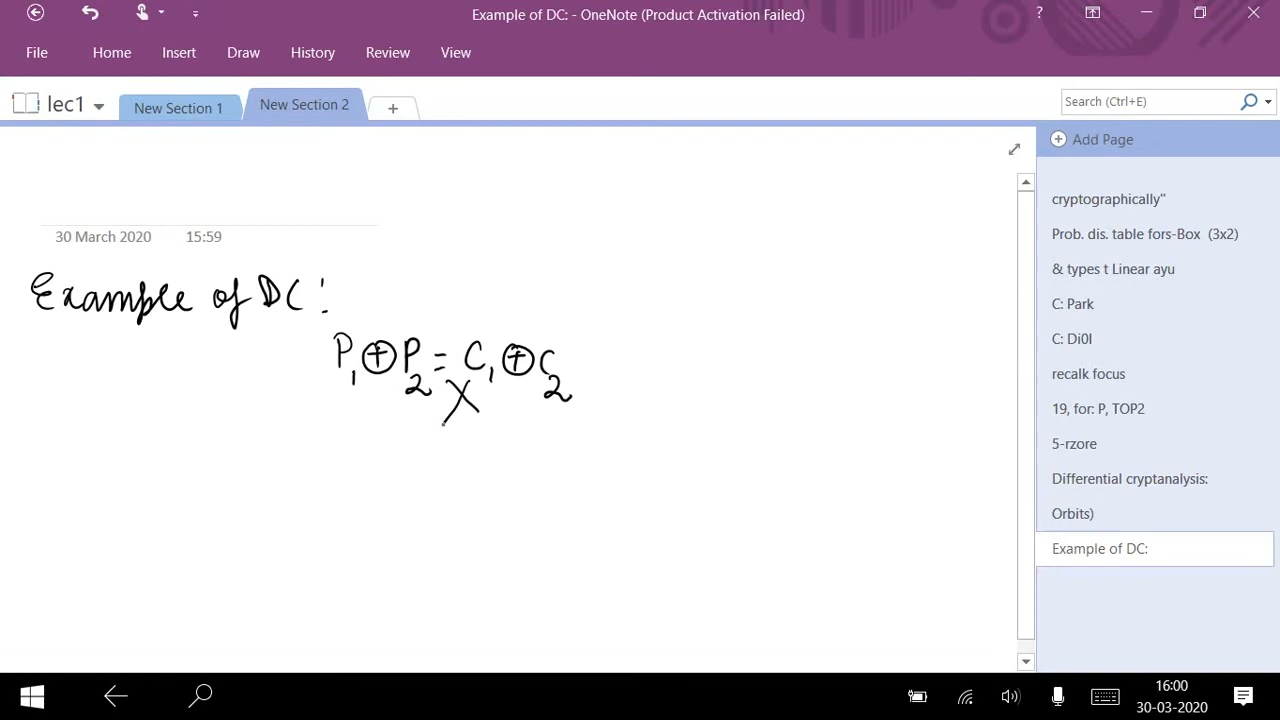 Example of DC: - OneNote (Product Activation Failed)
?
File Home Insert Draw History Review View
lec1 New Section 1 New Section 2 +
Search (Ctrl+E)
Add Page
30 March 2020 15:59
Example of DC:
P₁⊕P₂ = C₁⊕C₂
X
cryptographically"
Prob. dis. table fors-Box (3x2)
& types t Linear ayu
C: Park
C: Di0I
recalk focus
19, for: P, TOP2
5-rzore
Differential cryptanalysis:
Orbits)
Example of DC:
16:00
30-03-2020